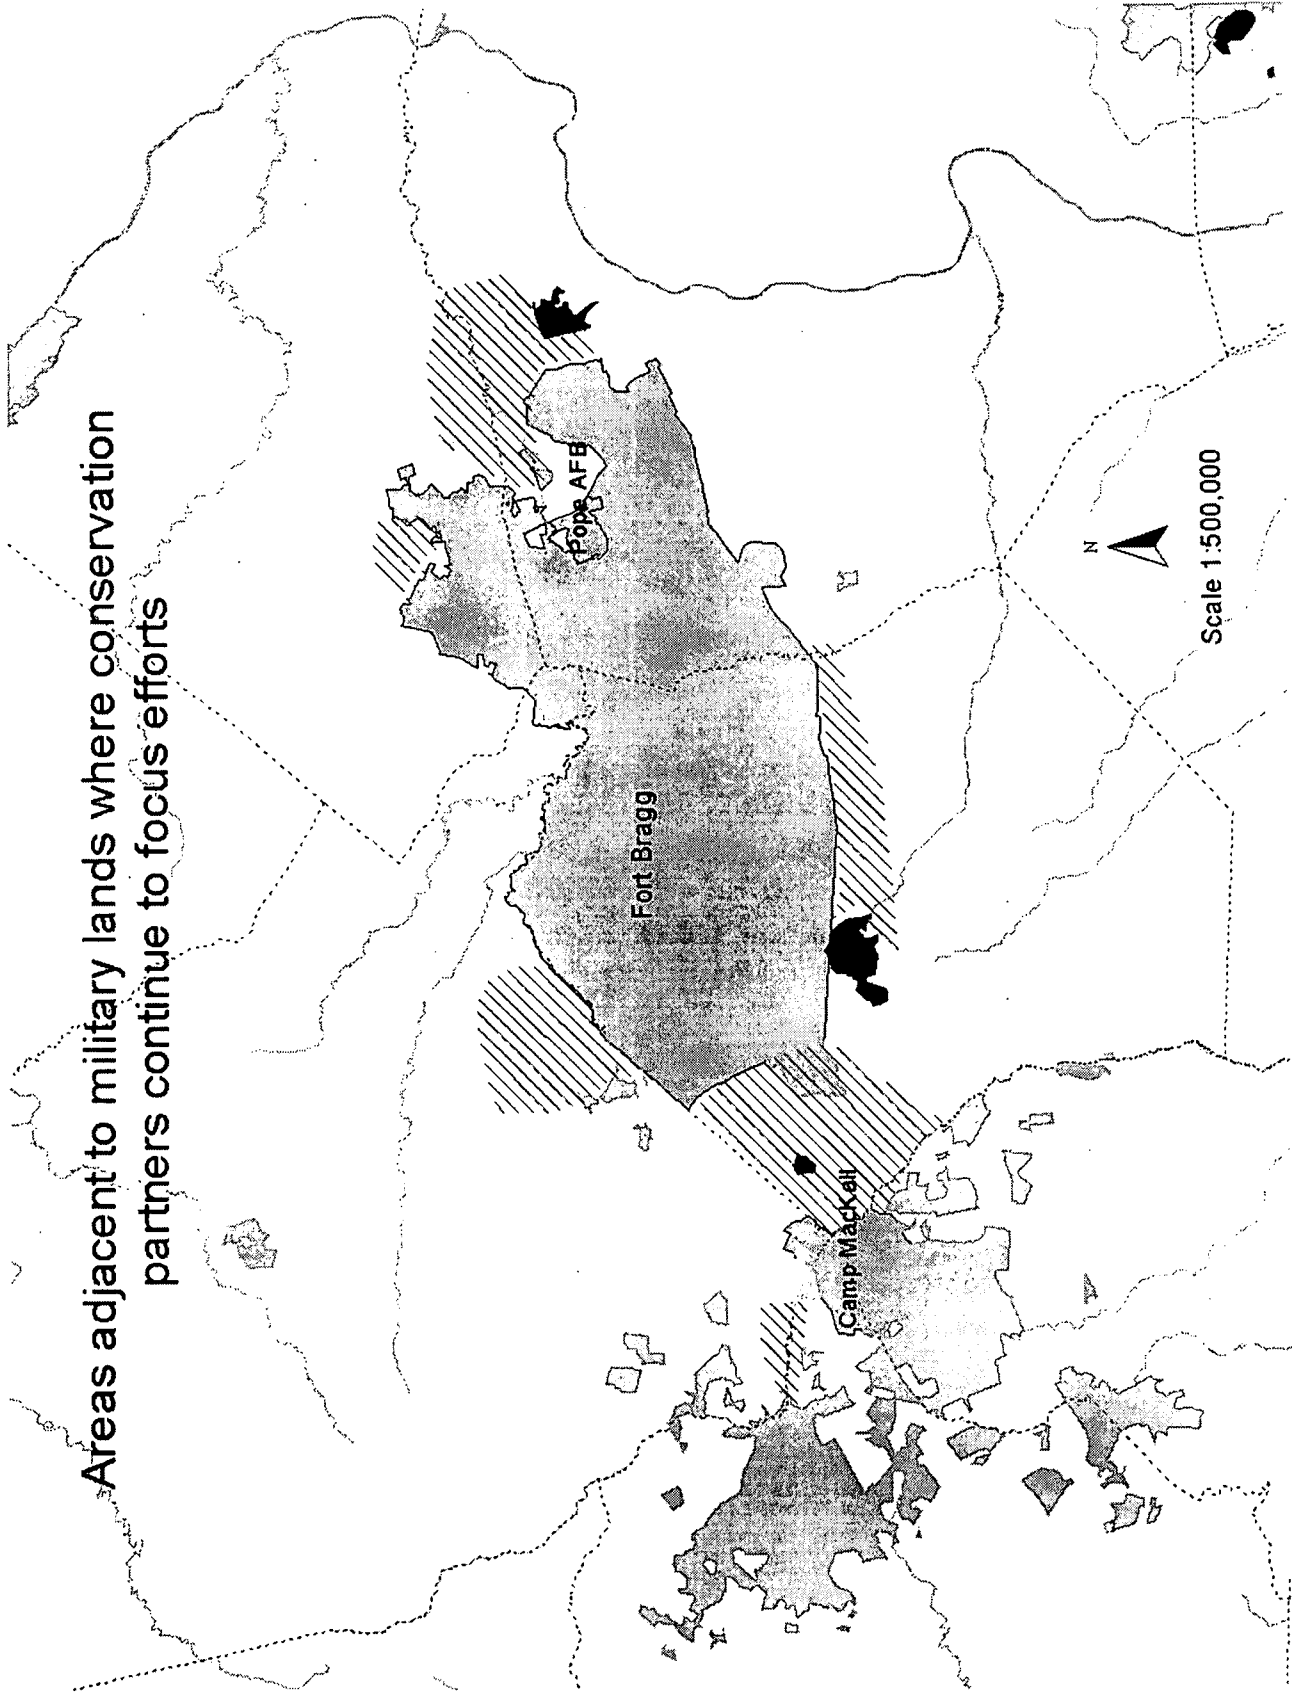 Areas adjacent to military lands where conservation
partners continue to focus efforts
Pope AFB
Fort Bragg
Camp MacKall
N
Scale 1:500,000